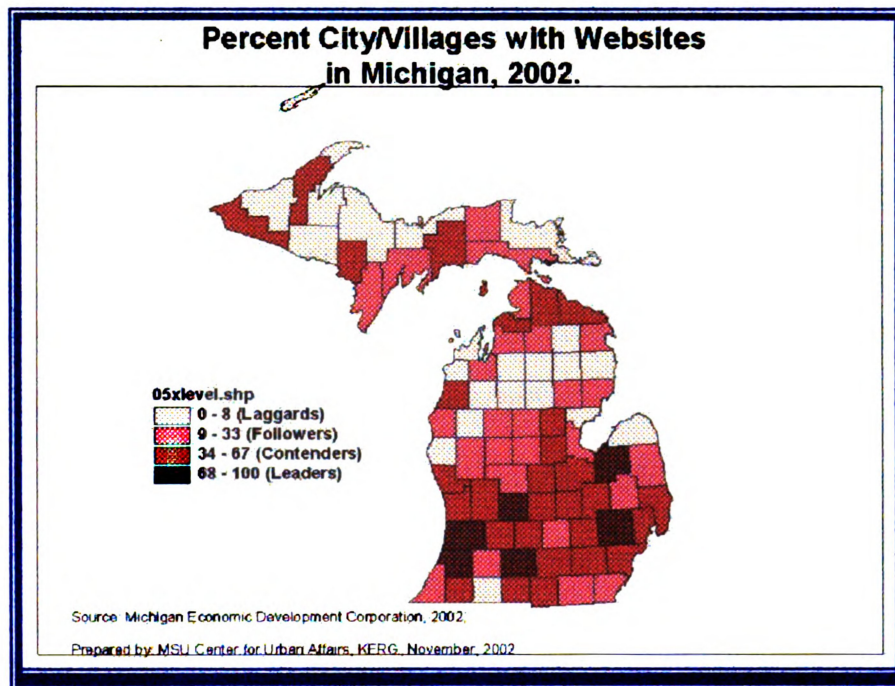 Percent City/Villages with Websites
in Michigan, 2002.
05xlevel.shp
0 - 8 (Laggards)
9 - 33 (Followers)
34 - 67 (Contenders)
68 - 100 (Leaders)
Source: Michigan Economic Development Corporation, 2002.
Prepared by: MSU Center for Urban Affairs, KERG, November, 2002